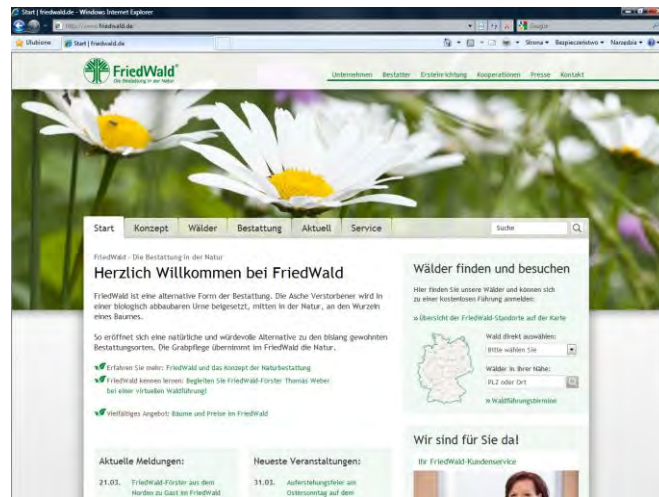 Start | friedwald.de - Windows Internet Explorer
http://www.friedwald.de
Google
Ulubione
Start | friedwald.de
Strona
Bezpieczeństwo
Narzędzia
FriedWald®
Die Bestattung in der Natur
Unternehmen
Bestatter
Ersteinrichtung
Kooperationen
Presse
Kontakt
Start
Konzept
Wälder
Bestattung
Aktuell
Service
Suche
FriedWald - Die Bestattung in der Natur
Herzlich Willkommen bei FriedWald
FriedWald ist eine alternative Form der Bestattung. Die Asche Verstorbener wird in
einer biologisch abbaubaren Urne beigesetzt, mitten in der Natur, an den Wurzeln
eines Baumes.
So eröffnet sich eine natürliche und würdevolle Alternative zu den bislang gewohnten
Bestattungsorten. Die Grabpflege übernimmt im FriedWald die Natur.
Erfahren Sie mehr: FriedWald und das Konzept der Naturbestattung
FriedWald kennen lernen: Begleiten Sie FriedWald-Förster Thomas Weber
bei einer virtuellen Waldführung!
Vielfältiges Angebot: Bäume und Preise im FriedWald
Aktuelle Meldungen:
21.03. FriedWald-Förster aus dem
Norden zu Gast im FriedWald
Neueste Veranstaltungen:
31.03. Auferstehungsfeier am
Ostersonntag auf dem
Wälder finden und besuchen
Hier finden Sie unsere Wälder und können sich
zu einer kostenlosen Führung anmelden:
» Übersicht der FriedWald-Standorte auf der Karte
Wald direkt auswählen:
Bitte wählen Sie
Wälder in Ihrer Nähe:
PLZ oder Ort
» Waldführungstermine
Wir sind für Sie da!
Ihr FriedWald-Kundenservice